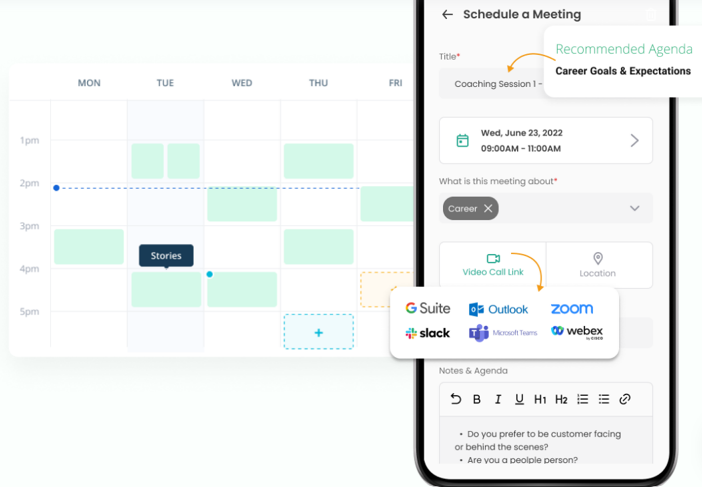 Schedule a Meeting
Recommended Agenda
Career Goals & Expectations
Title*
Coaching Session 1 -
MON TUE WED THU FRI
1pm
2pm
3pm
4pm
5pm
Stories
+
Wed, June 23, 2022
09:00AM - 11:00AM
What is this meeting about*
Career
Video Call Link
Location
G Suite Outlook zoom
slack Microsoft Teams webex
by CISCO
Notes & Agenda
B I U H1 H2
• Do you prefer to be customer facing
or behind the scenes?
• Are you a peolple person?